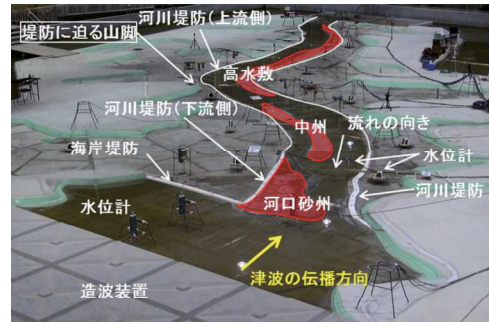 河川堤防(上流側)
堤防に迫る山脚
高水敷
河川堤防(下流側)
中州
流れの向き
海岸堤防
水位計
河川堤防
水位計
河口砂州
津波の伝播方向
造波装置